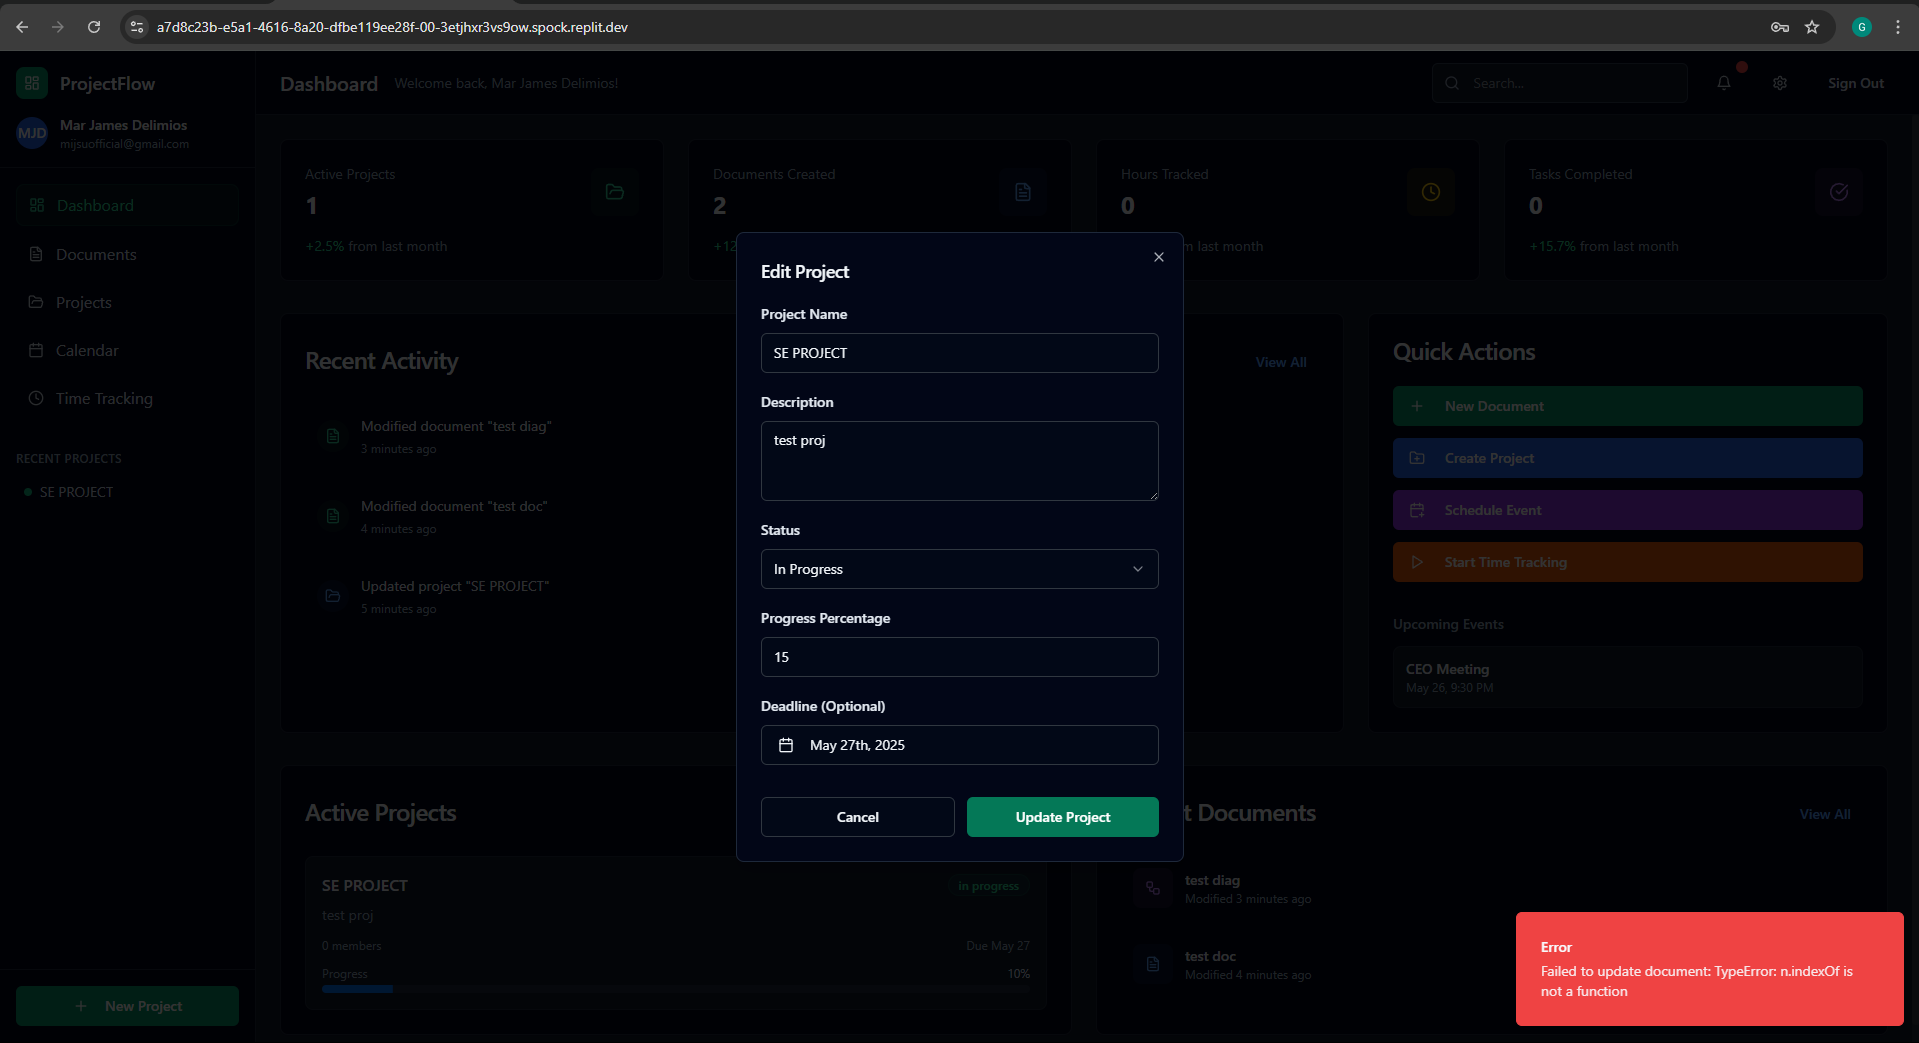 a7d8c23b-e5a1-4616-8a20-dfbe119ee28f-00-3etjhxr3vs9ow.spock.replit.dev
G
ProjectFlow
MJD
Mar James Delimios
mijsuofficial@gmail.com
Dashboard
Documents
Projects
Calendar
Time Tracking
RECENT PROJECTS
SE PROJECT
New Project
Dashboard
Welcome back, Mar James Delimios!
Search...
Sign Out
Active Projects
1
+2.5% from last month
Documents Created
2
+12
Hours Tracked
0
m last month
Tasks Completed
0
+15.7% from last month
Recent Activity
View All
Modified document "test diag"
3 minutes ago
Modified document "test doc"
4 minutes ago
Updated project "SE PROJECT"
5 minutes ago
Quick Actions
New Document
Create Project
Schedule Event
Start Time Tracking
Upcoming Events
CEO Meeting
May 26, 9:30 PM
Edit Project
Project Name
SE PROJECT
Description
test proj
Status
In Progress
Progress Percentage
15
Deadline (Optional)
May 27th, 2025
Cancel
Update Project
Active Projects
SE PROJECT
in progress
test proj
0 members
Due May 27
Progress
10%
t Documents
View All
test diag
Modified 3 minutes ago
test doc
Modified 4 minutes ago
Error
Failed to update document: TypeError: n.indexOf is
not a function